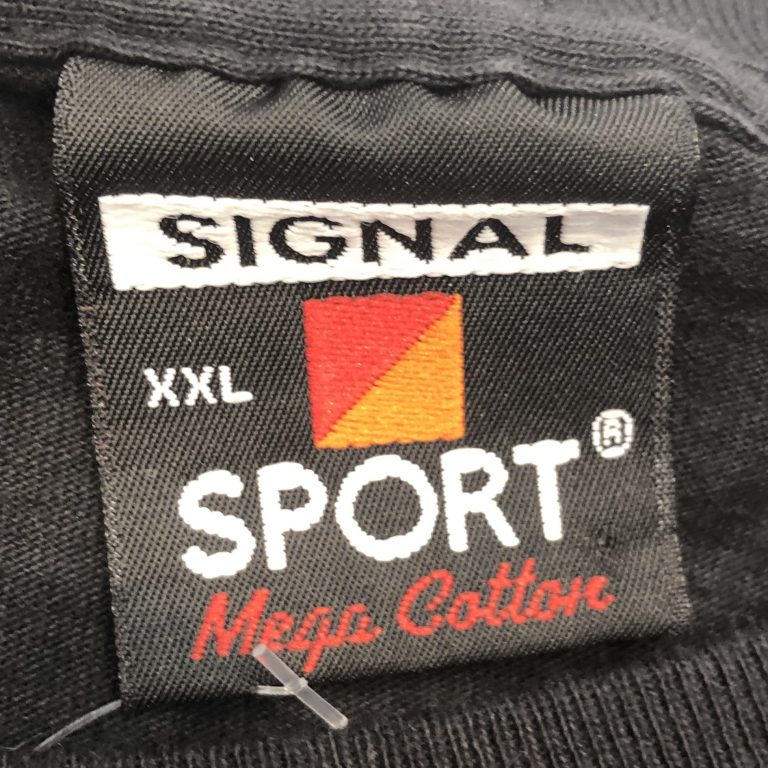 SIGNAL
XXL
SPORT®
Mega Cotton